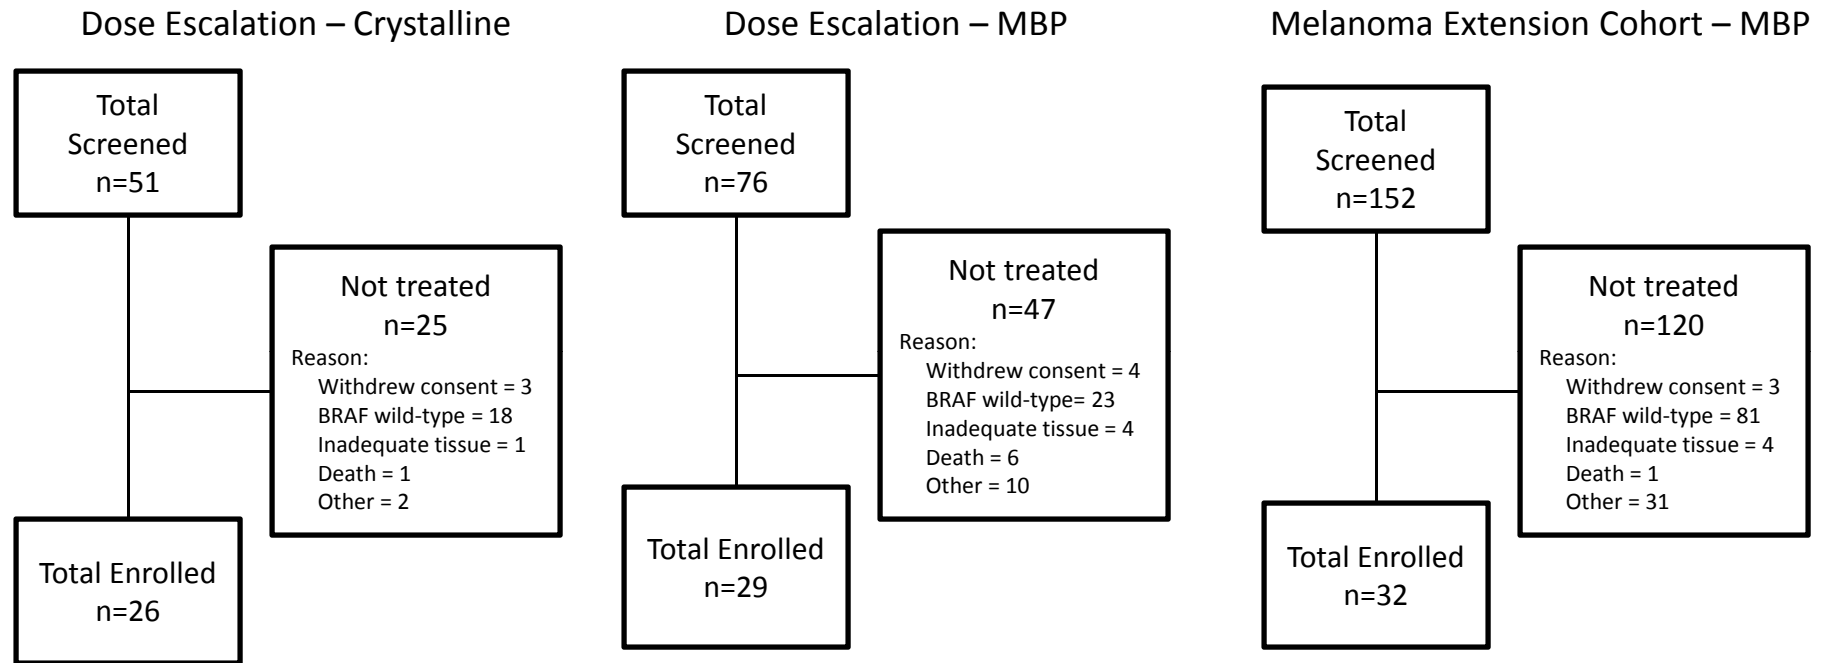 Dose Escalation – Crystalline
Total
Screened
n=51
Not treated
n=25
Reason:
Withdrew consent = 3
BRAF wild-type = 18
Inadequate tissue = 1
Death = 1
Other = 2
Total Enrolled
n=26
Dose Escalation – MBP
Total
Screened
n=76
Not treated
n=47
Reason:
Withdrew consent = 4
BRAF wild-type= 23
Inadequate tissue = 4
Death = 6
Other = 10
Total Enrolled
n=29
Melanoma Extension Cohort – MBP
Total
Screened
n=152
Not treated
n=120
Reason:
Withdrew consent = 3
BRAF wild-type = 81
Inadequate tissue = 4
Death = 1
Other = 31
Total Enrolled
n=32